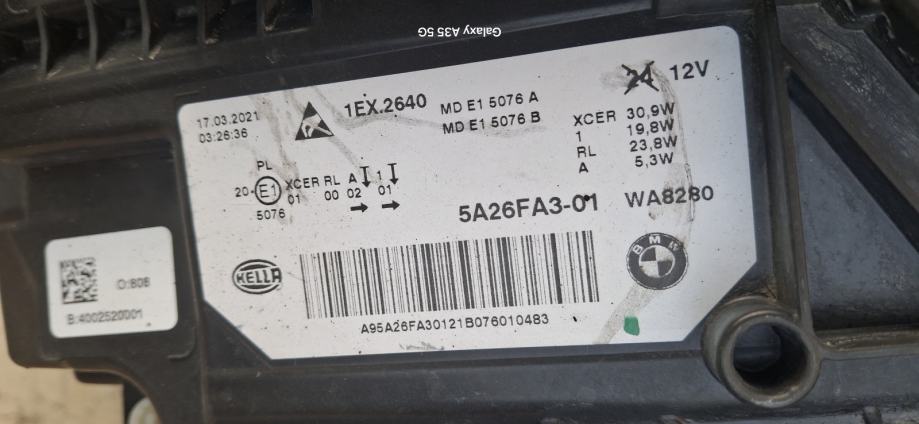 Galaxy A35 5G
17.03.2021
03:26:36
1EX.2640
MD E1 5076 A
MD E1 5076 B
24 12V
XCER 30,9W
1 19,8W
RL 23,8W
A 5,3W
PL
20- E1 XCER RL A 1
01 00 02 01
5076
5A26FA3-01 WA8280
HELLA
BMW
A95A26FA30121B076010483
O:808
B:4002520001